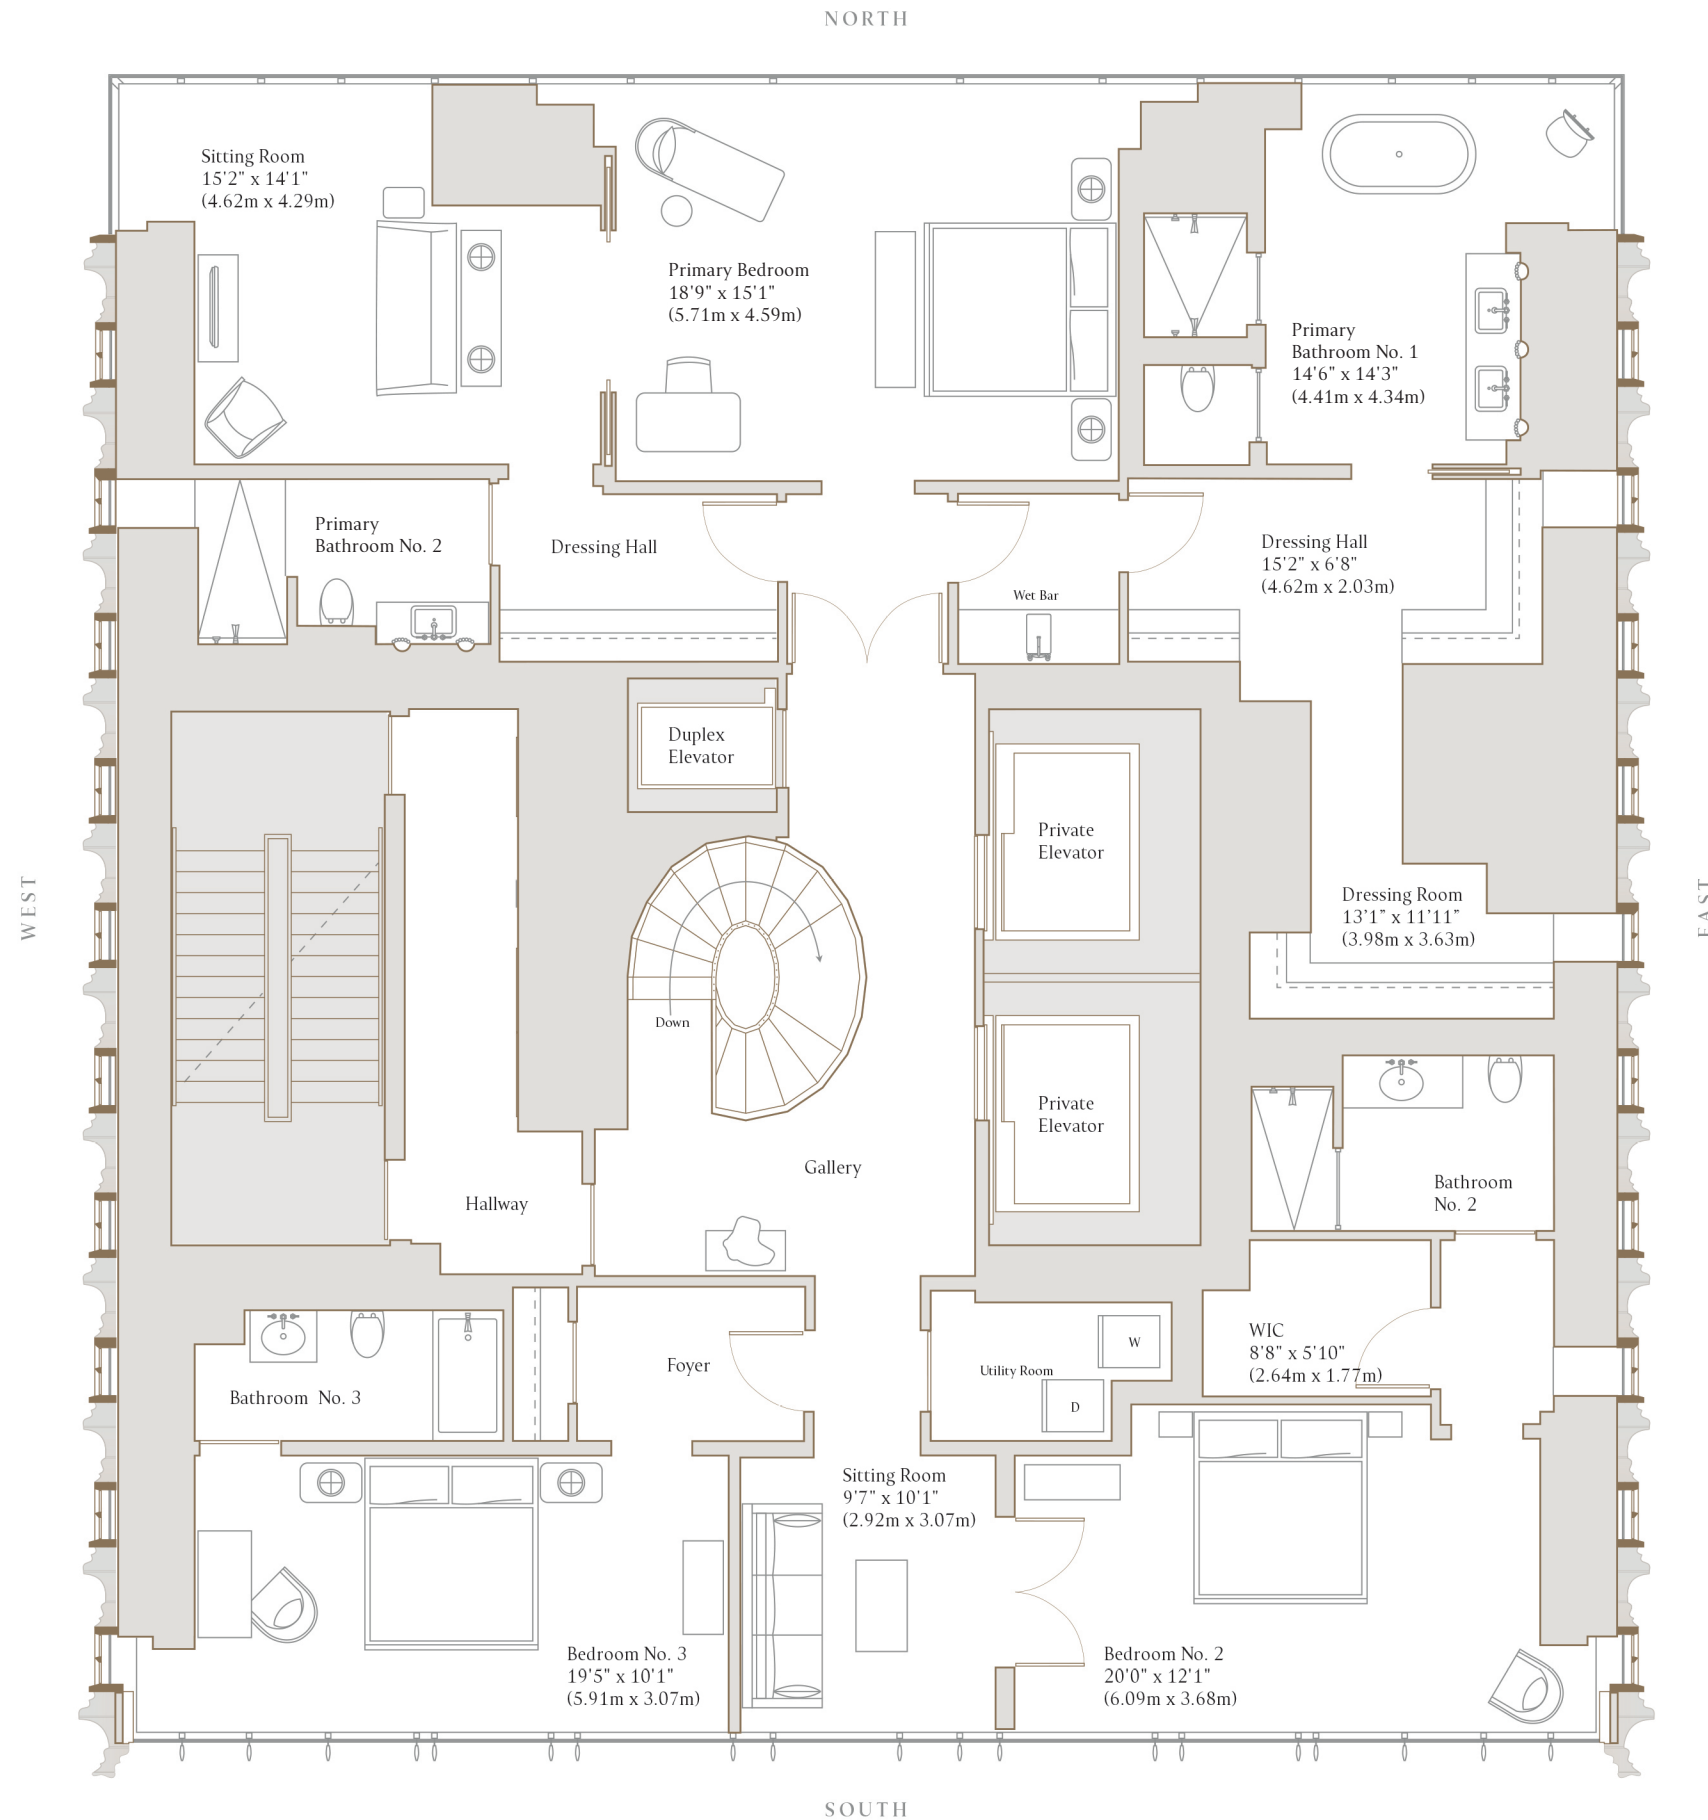 NORTH
Sitting Room
15'2" x 14'1"
(4.62m x 4.29m)
Primary Bedroom
18'9" x 15'1"
(5.71m x 4.59m)
Primary
Bathroom No. 1
14'6" x 14'3"
(4.41m x 4.34m)
Primary
Bathroom No. 2
Dressing Hall
Wet Bar
Dressing Hall
15'2" x 6'8"
(4.62m x 2.03m)
Duplex
Elevator
Private
Elevator
Dressing Room
13'1" x 11'11"
(3.98m x 3.63m)
WEST
EAST
Down
Private
Elevator
Gallery
Hallway
Bathroom
No. 2
WIC
8'8" x 5'10"
(2.64m x 1.77m)
Foyer
Utility Room
W
D
Bathroom No. 3
Sitting Room
9'7" x 10'1"
(2.92m x 3.07m)
Bedroom No. 3
19'5" x 10'1"
(5.91m x 3.07m)
Bedroom No. 2
20'0" x 12'1"
(6.09m x 3.68m)
SOUTH